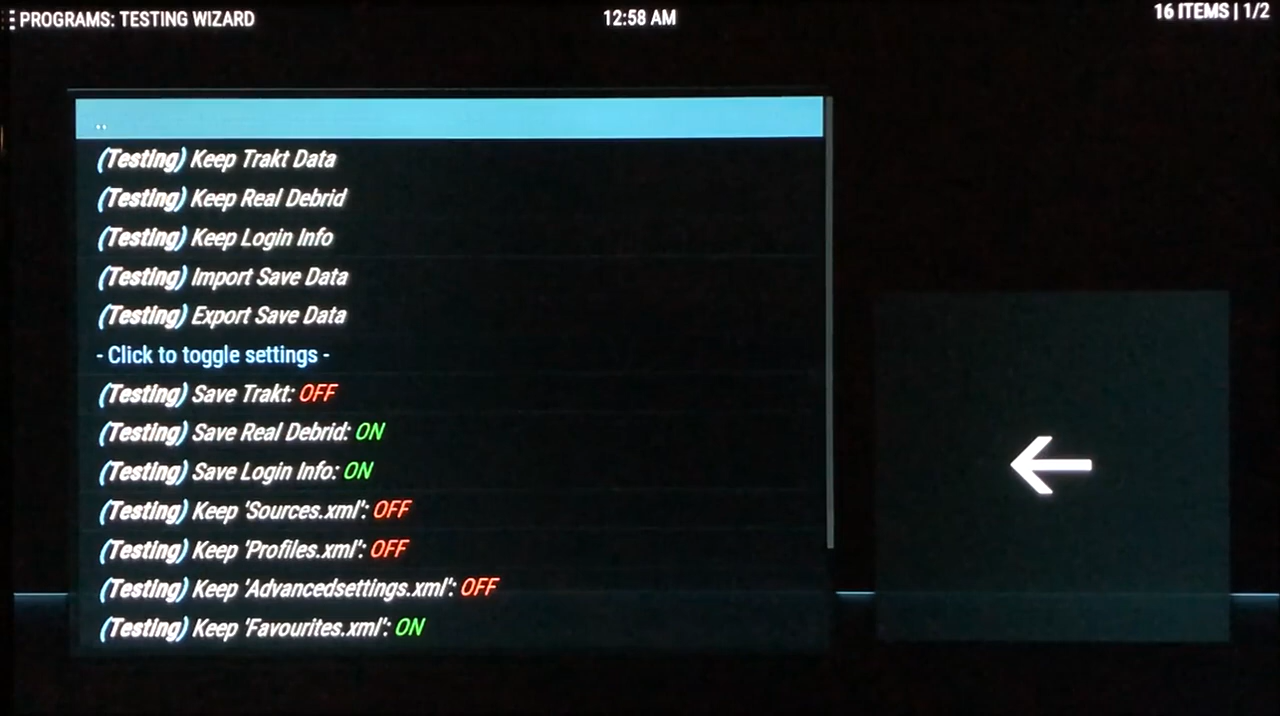 PROGRAMS: TESTING WIZARD
12:58 AM
16 ITEMS | 1/2
..
(Testing) Keep Trakt Data
(Testing) Keep Real Debrid
(Testing) Keep Login Info
(Testing) Import Save Data
(Testing) Export Save Data
- Click to toggle settings -
(Testing) Save Trakt: OFF
(Testing) Save Real Debrid: ON
(Testing) Save Login Info: ON
(Testing) Keep 'Sources.xml': OFF
(Testing) Keep 'Profiles.xml': OFF
(Testing) Keep 'Advancedsettings.xml': OFF
(Testing) Keep 'Favourites.xml': ON